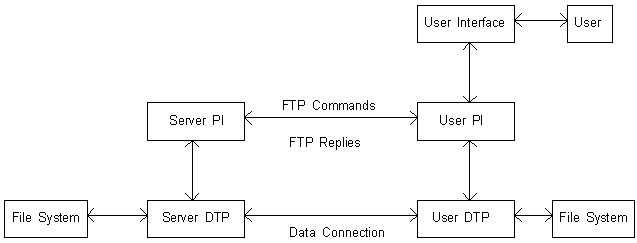 User Interface
User
FTP Commands
Server PI
User PI
FTP Replies
File System
Server DTP
User DTP
File System
Data Connection